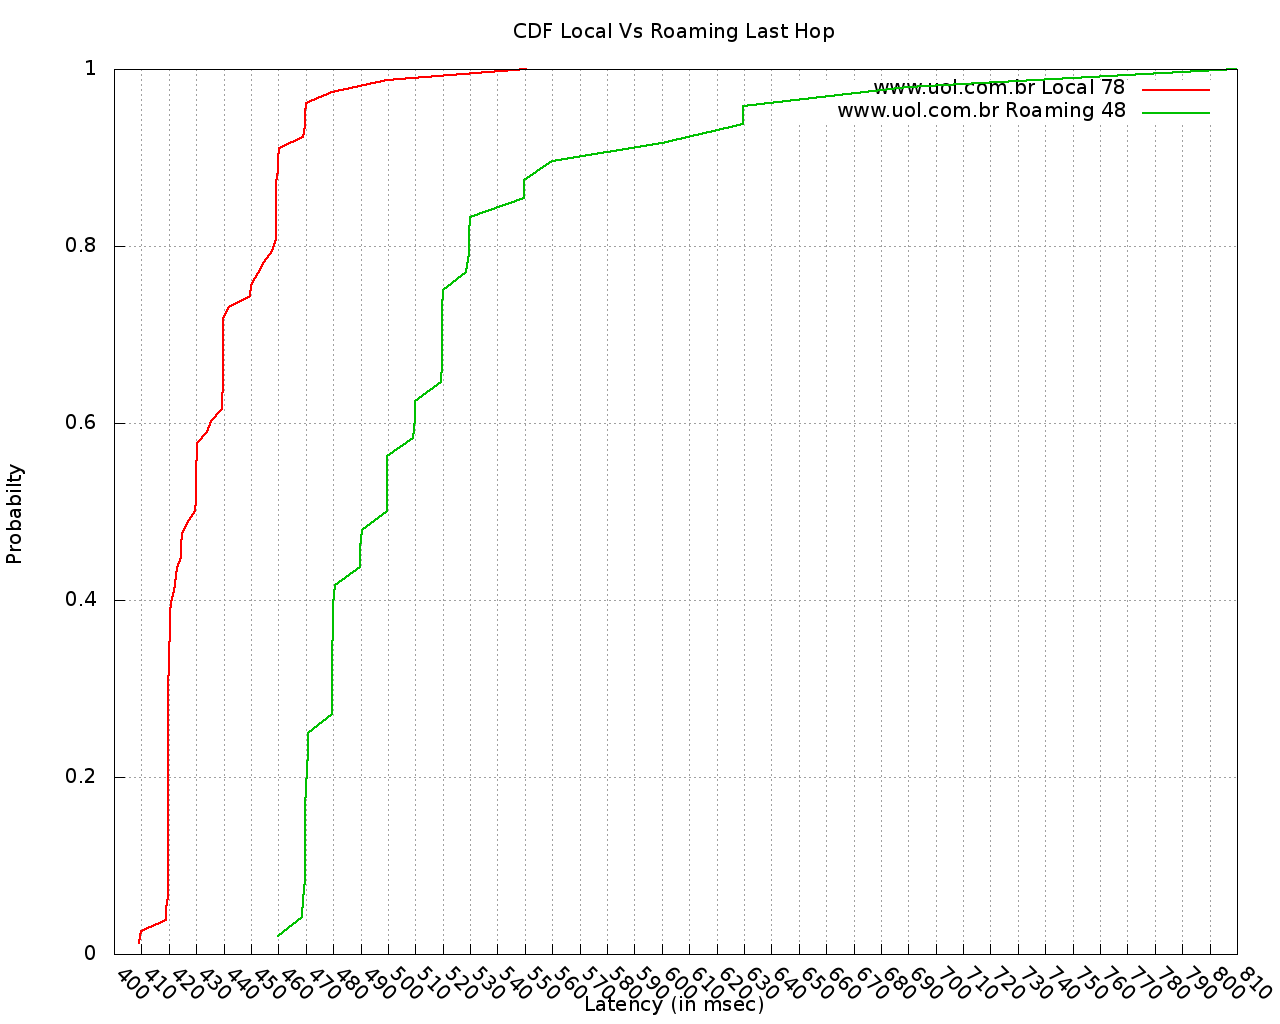 CDF Local Vs Roaming Last Hop
1
www.uol.com.br Local 78
www.uol.com.br Roaming 48
0.8
0.6
Probabilty
0.4
0.2
0
400 410 420 430 440 450 460 470 480 490 500 510 520 530 540 550 560 570 580 590 600 610 620 630 640 650 660 670 680 690 700 710 720 730 740 750 760 770 780 790 800 810
Latency (in msec)